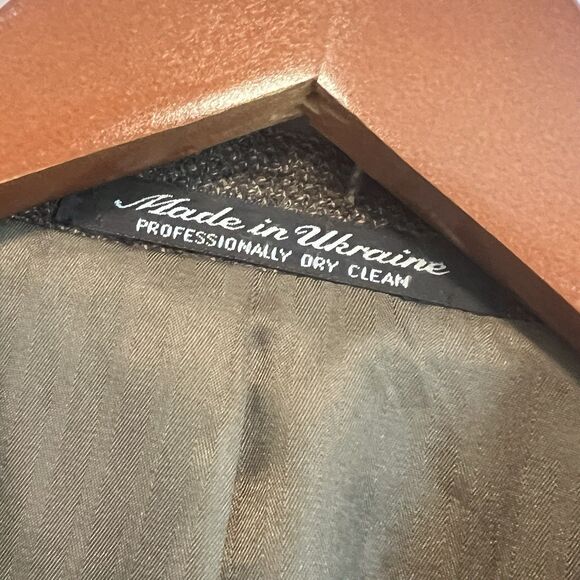 Made in Ukraine
PROFESSIONALLY DRY CLEAN